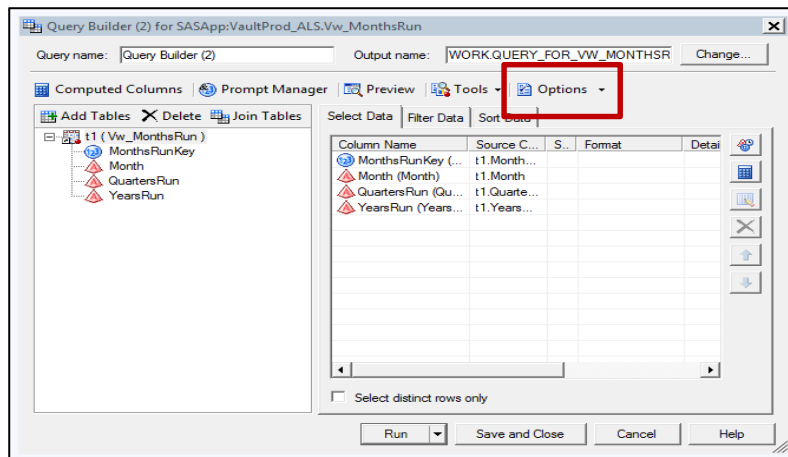 Query Builder (2) for SASApp:VaultProd_ALS.Vw_MonthsRun
Query name: Query Builder (2) Output name: WORK.QUERY_FOR_VW_MONTHSR Change...
Computed Columns Prompt Manager Preview Tools Options
Add Tables Delete Join Tables
Select Data Filter Data Sort Data
t1 ( Vw_MonthsRun )
MonthsRunKey
Month
QuartersRun
YearsRun
Column Name Source C... S.. Format Detai
MonthsRunKey (... t1.Month...
Month (Month) t1.Month
QuartersRun (Qu... t1.Quarte...
YearsRun (Years... t1.Years...
Select distinct rows only
Run Save and Close Cancel Help